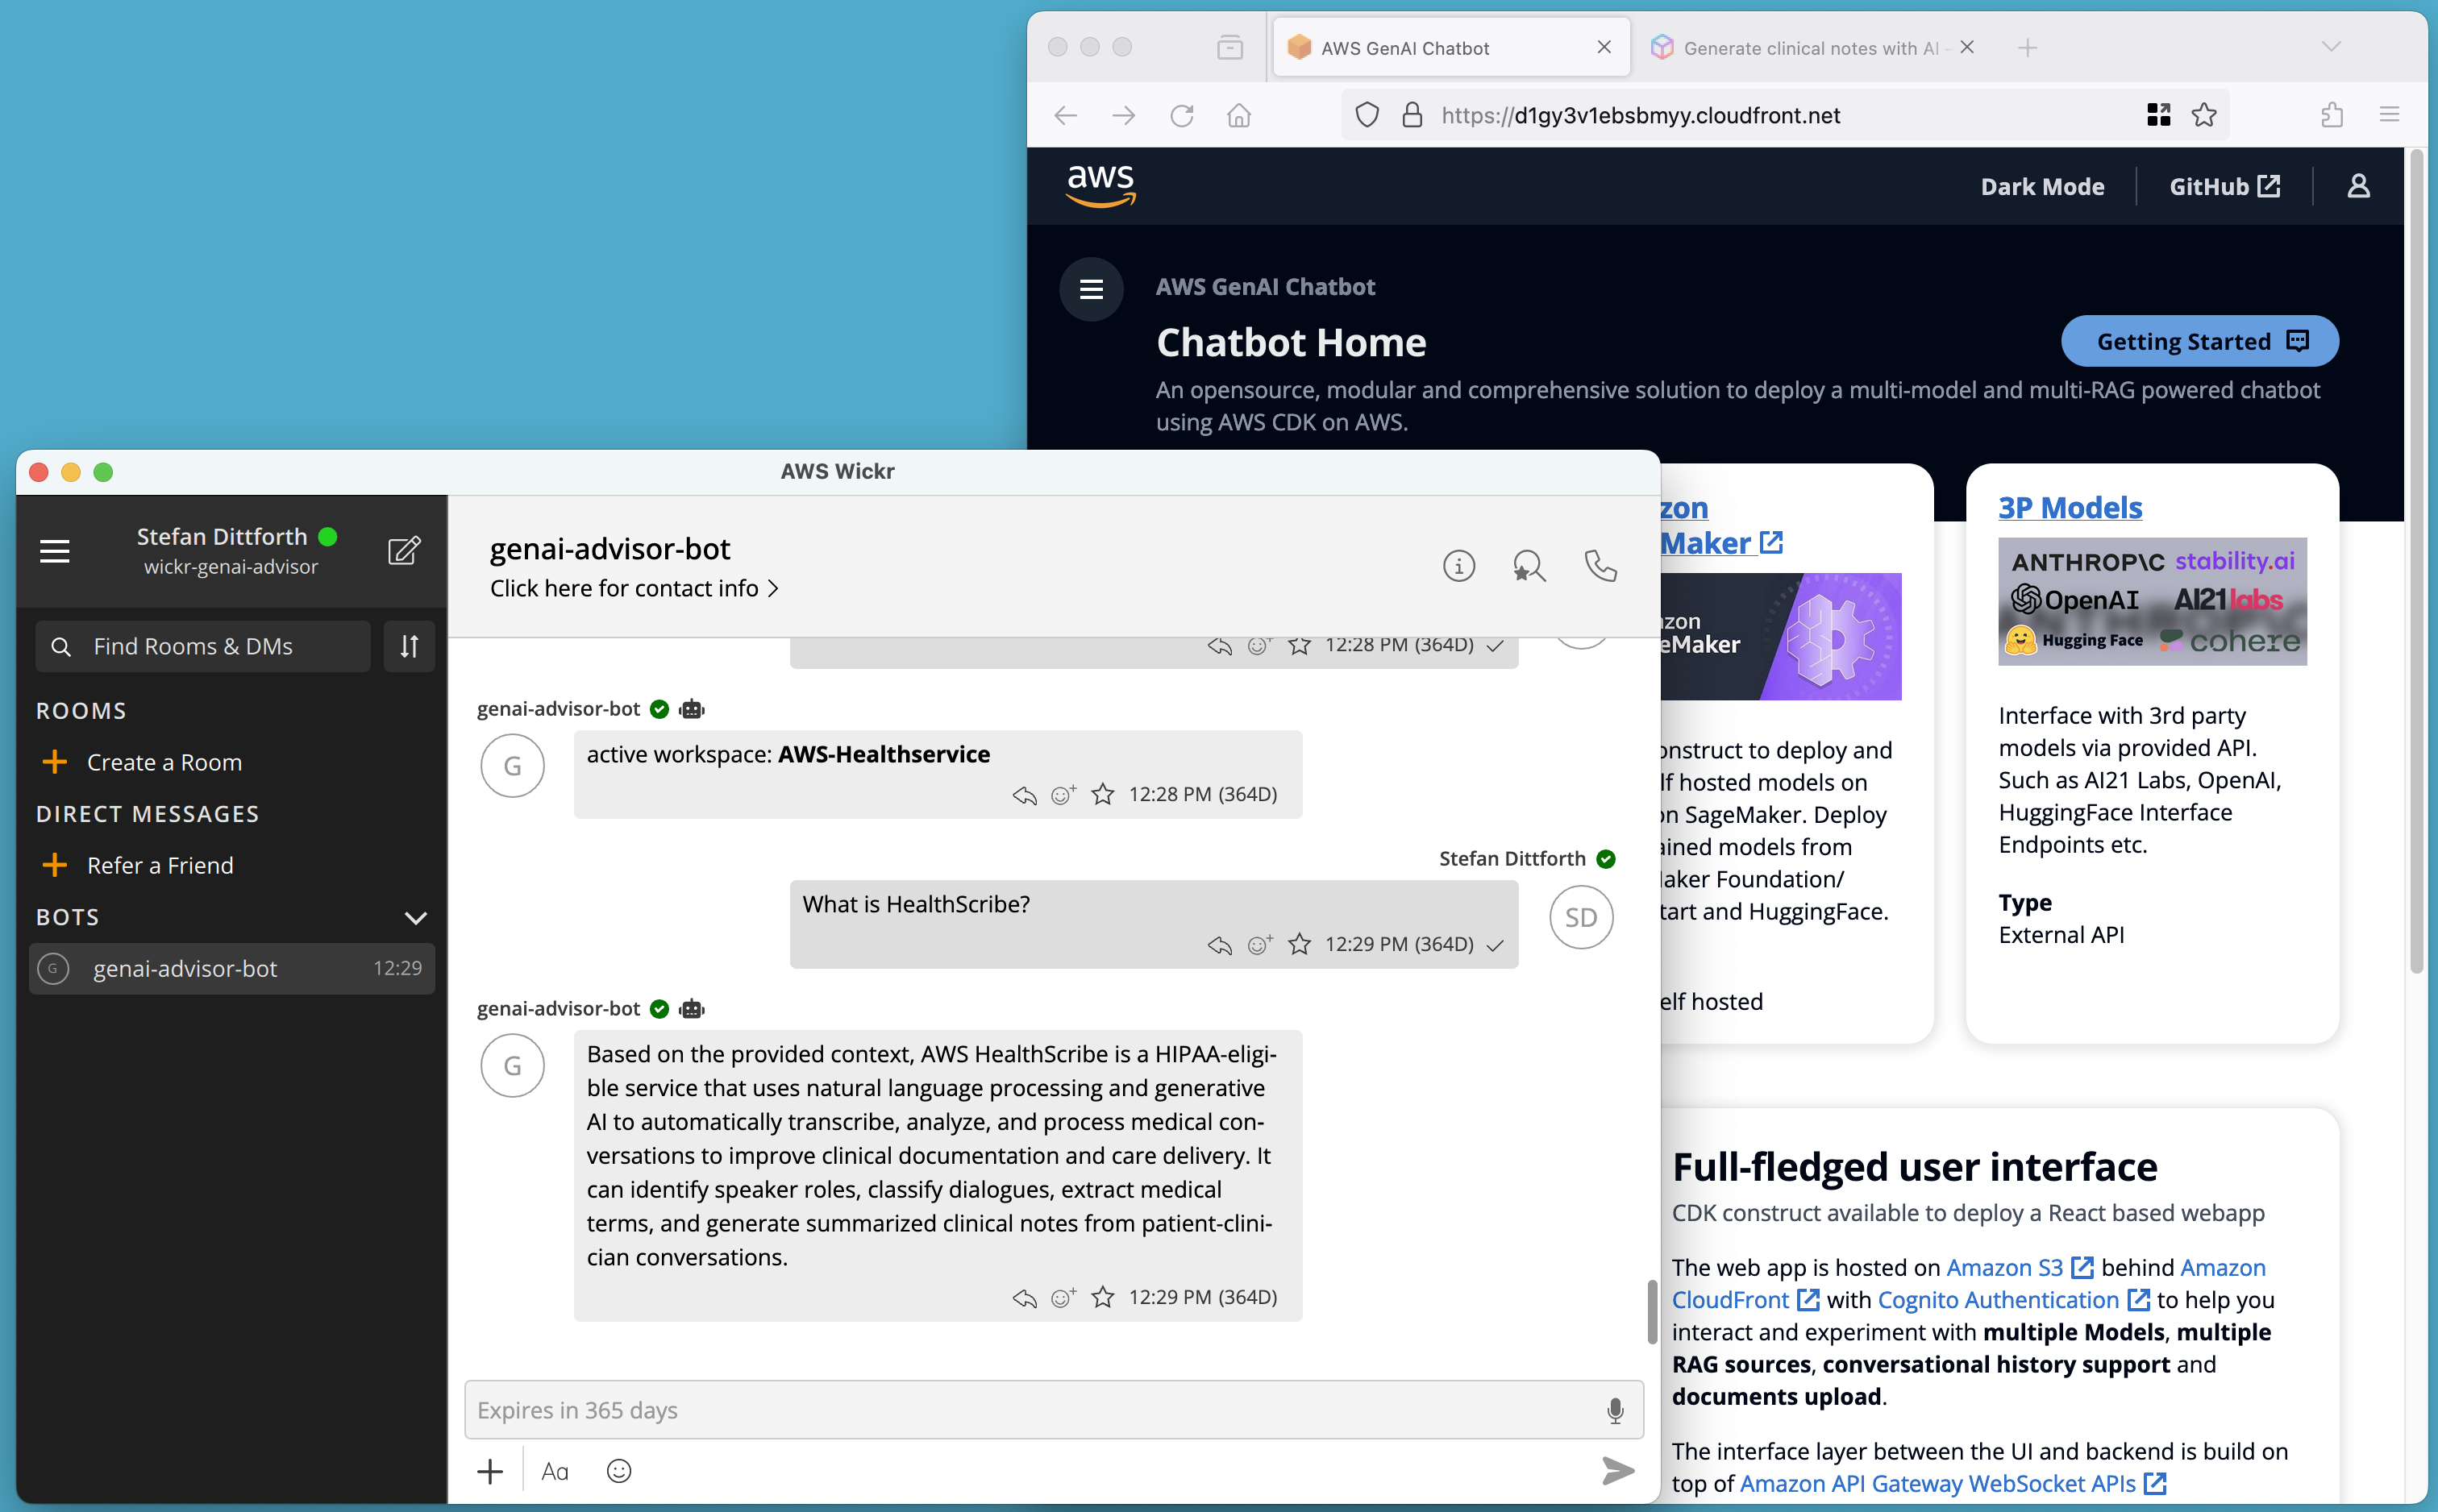 AWS GenAI Chatbot
Generate clinical notes with AI -
https://d1gy3v1ebsbmyy.cloudfront.net
aws
Dark Mode
GitHub
AWS GenAI Chatbot
Chatbot Home
Getting Started
An opensource, modular and comprehensive solution to deploy a multi-model and multi-RAG powered chatbot
using AWS CDK on AWS.
AWS Wickr
Stefan Dittforth
wickr-genai-advisor
Find Rooms & DMs
ROOMS
Create a Room
DIRECT MESSAGES
Refer a Friend
BOTS
G
genai-advisor-bot
12:29
genai-advisor-bot
Click here for contact info >
12:28 PM (364D)
genai-advisor-bot
G
active workspace: AWS-Healthservice
12:28 PM (364D)
Stefan Dittforth
What is HealthScribe?
SD
12:29 PM (364D)
genai-advisor-bot
G
Based on the provided context, AWS HealthScribe is a HIPAA-eligi-
ble service that uses natural language processing and generative
AI to automatically transcribe, analyze, and process medical con-
versations to improve clinical documentation and care delivery. It
can identify speaker roles, classify dialogues, extract medical
terms, and generate summarized clinical notes from patient-clini-
cian conversations.
12:29 PM (364D)
Expires in 365 days
Aa
zon
Maker
zon
eMaker
onstruct to deploy and
lf hosted models on
on SageMaker. Deploy
ained models from
Maker Foundation/
tart and HuggingFace.
elf hosted
3P Models
ANTHROP\C stability.ai
OpenAI AI21labs
Hugging Face cohere
Interface with 3rd party
models via provided API.
Such as AI21 Labs, OpenAI,
HuggingFace Interface
Endpoints etc.
Type
External API
Full-fledged user interface
CDK construct available to deploy a React based webapp
The web app is hosted on Amazon S3 behind Amazon
CloudFront with Cognito Authentication to help you
interact and experiment with multiple Models, multiple
RAG sources, conversational history support and
documents upload.
The interface layer between the UI and backend is build on
top of Amazon API Gateway WebSocket APIs